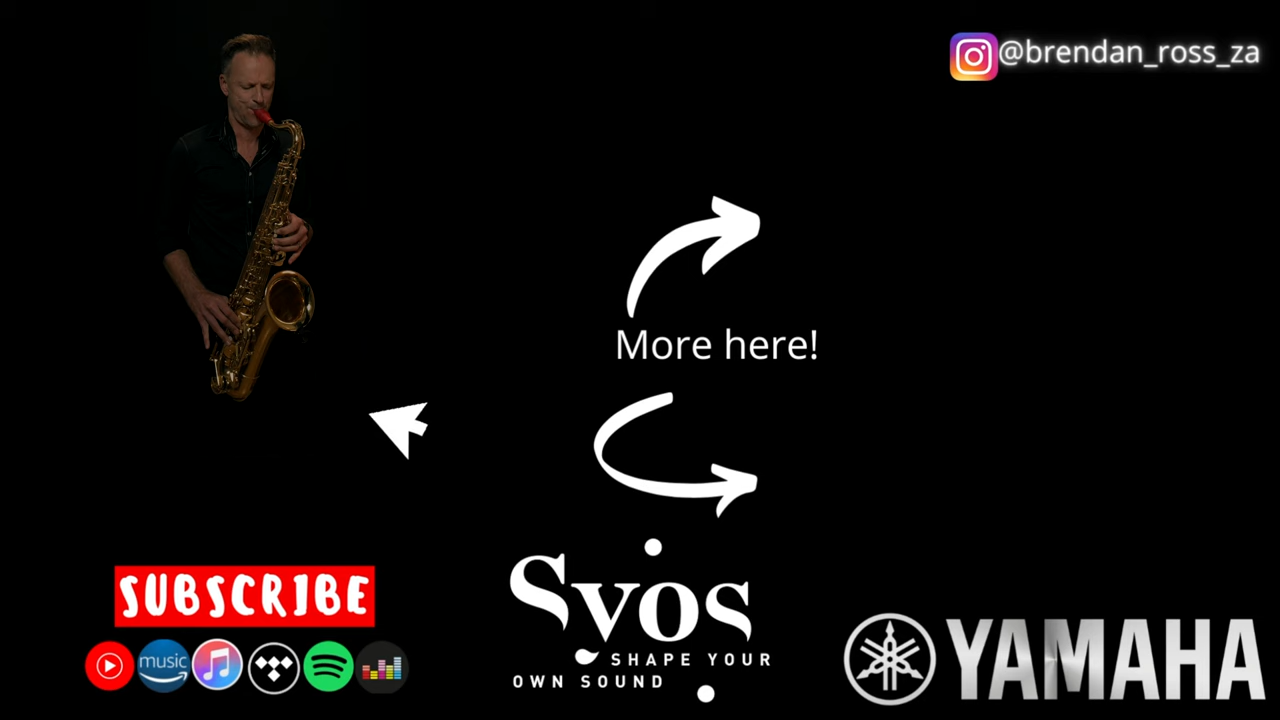 @brendan_ross_za
More here!
SUBSCRIBE
music
Syos
SHAPE YOUR
OWN SOUND
YAMAHA